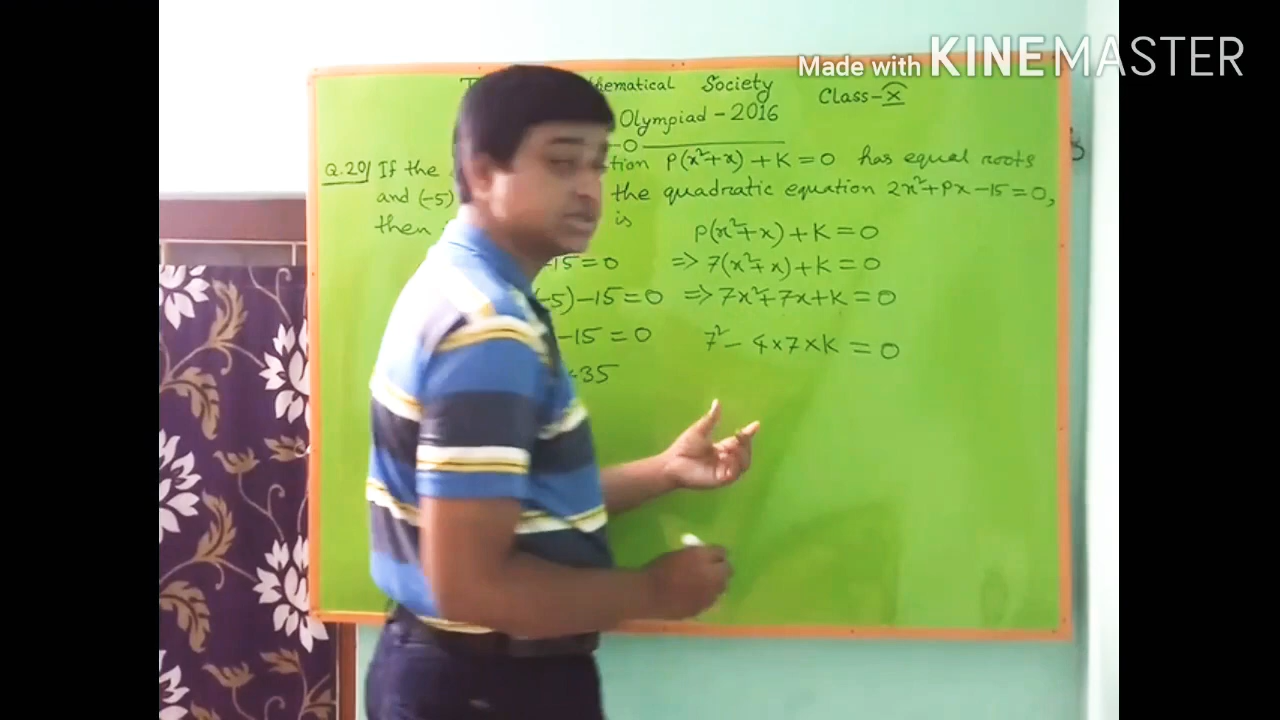 Made with KINEMASTER
Mathematical Society
Class-X
Olympiad - 2016
Q.20/ If the P(x²+x) + K = 0 has equal roots
and (-5) the quadratic equation 2x²+Px-15=0,
then is
P(x²+x)+K=0
-15=0 => 7(x²+x)+K=0
(-5)-15=0 => 7x²+7x+K=0
-15=0 7²-4×7×K=0
35